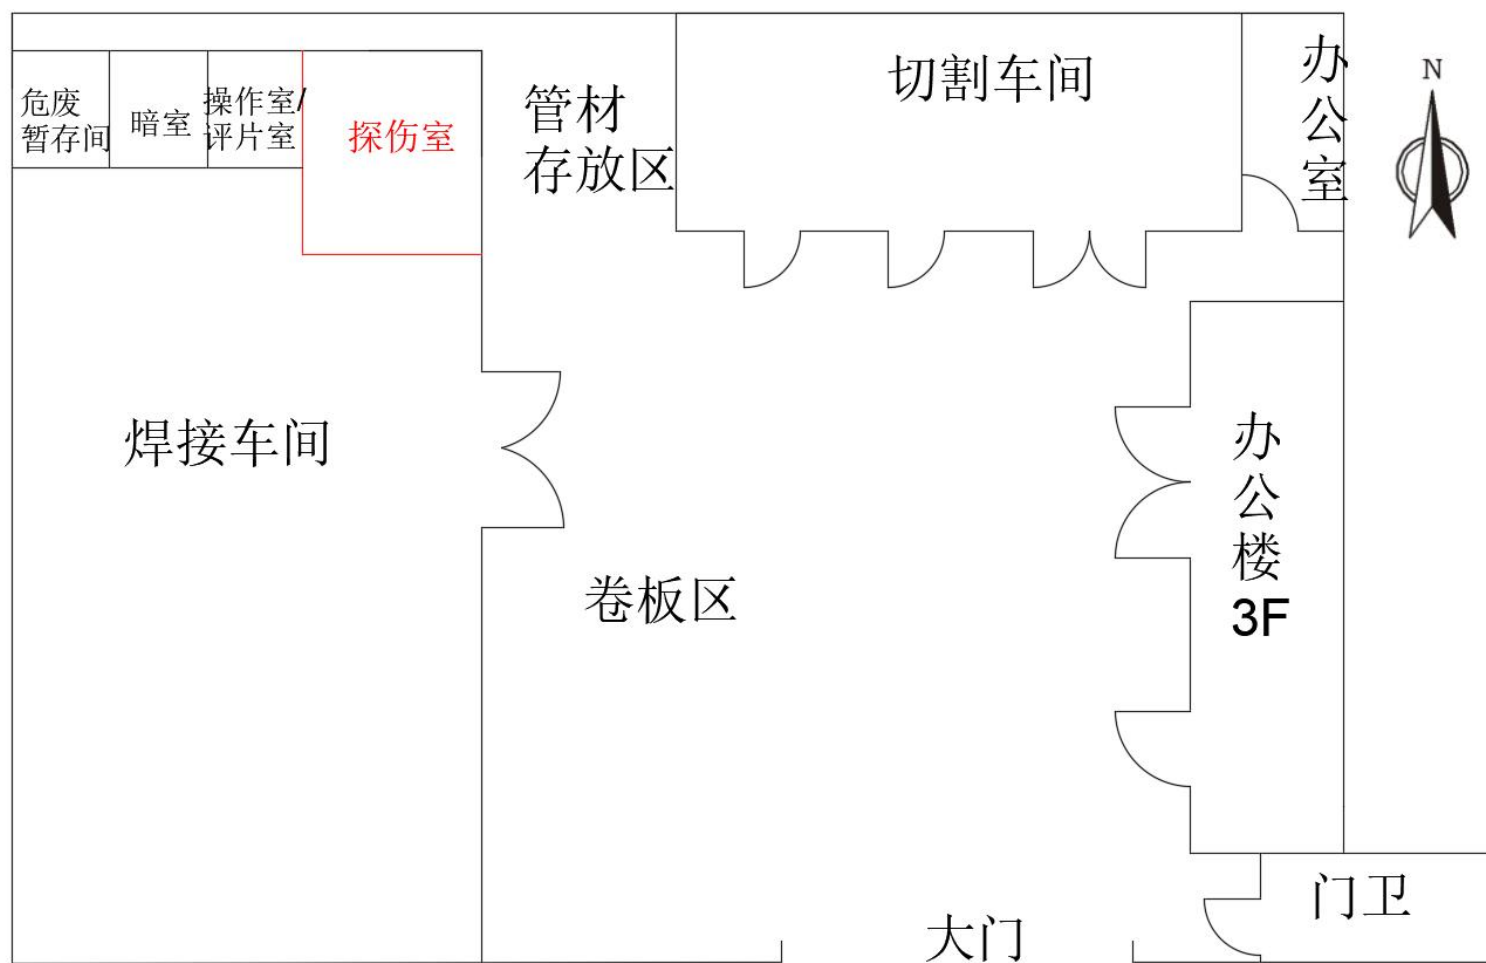 危废
暂存间
暗室
操作室/
评片室
探伤室
管材
存放区
切割车间
办公室
N
焊接车间
卷板区
办公楼
3F
大门
门卫